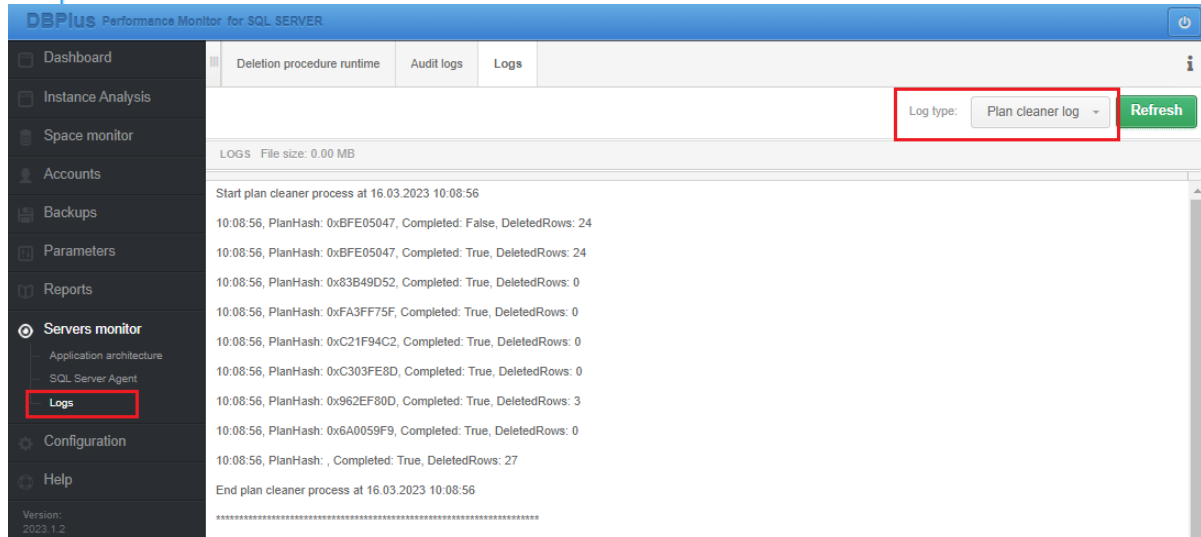 DBPlus Performance Monitor for SQL SERVER
Dashboard
Instance Analysis
Space monitor
Accounts
Backups
Parameters
Reports
Servers monitor
Application architecture
SQL Server Agent
Logs
Configuration
Help
Version:
2023.1.2
Deletion procedure runtime Audit logs Logs
Log type: Plan cleaner log Refresh
LOGS File size: 0.00 MB
Start plan cleaner process at 16.03.2023 10:08:56
10:08:56, PlanHash: 0xBFE05047, Completed: False, DeletedRows: 24
10:08:56, PlanHash: 0xBFE05047, Completed: True, DeletedRows: 24
10:08:56, PlanHash: 0x83B49D52, Completed: True, DeletedRows: 0
10:08:56, PlanHash: 0xFA3FF75F, Completed: True, DeletedRows: 0
10:08:56, PlanHash: 0xC21F94C2, Completed: True, DeletedRows: 0
10:08:56, PlanHash: 0xC303FE8D, Completed: True, DeletedRows: 0
10:08:56, PlanHash: 0x962EF80D, Completed: True, DeletedRows: 3
10:08:56, PlanHash: 0x6A0059F9, Completed: True, DeletedRows: 0
10:08:56, PlanHash: , Completed: True, DeletedRows: 27
End plan cleaner process at 16.03.2023 10:08:56
**********************************************************************